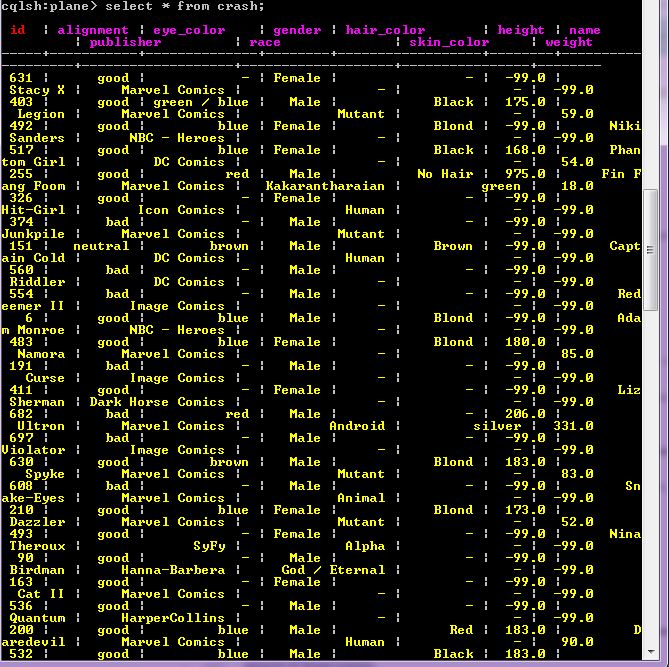 cqlsh:plane> select * from crash;
id | alignment | eye_color | gender | hair_color | height | name
| publisher | race | skin_color | weight
631 | good | - | Female | - | -99.0 |
Stacy X | Marvel Comics | - | - | -99.0
403 | good | green / blue | Male | Black | 175.0 |
Legion | Marvel Comics | Mutant | - | 59.0
492 | good | blue | Female | Blond | -99.0 | Niki
Sanders | NBC - Heroes | - | - | -99.0
517 | good | blue | Female | Black | 168.0 | Phan
tom Girl | DC Comics | - | - | 54.0
255 | good | red | Male | No Hair | 975.0 | Fin F
ang Foom | Marvel Comics | Kakarantharaian | green | 18.0
326 | good | - | Female | - | -99.0 |
Hit-Girl | Icon Comics | Human | - | -99.0
374 | bad | - | Male | - | -99.0 |
Junkpile | Marvel Comics | Mutant | - | -99.0
151 | neutral | brown | Male | Brown | -99.0 | Capt
ain Cold | DC Comics | Human | - | -99.0
560 | bad | - | Male | - | -99.0 |
Riddler | DC Comics | - | - | -99.0
554 | bad | - | Male | - | -99.0 | Red
eemer II | Image Comics | - | - | -99.0
6 | good | blue | Male | Blond | -99.0 | Ada
m Monroe | NBC - Heroes | - | - | -99.0
483 | good | blue | Female | Blond | 180.0 |
Namora | Marvel Comics | - | - | 85.0
191 | bad | - | Male | - | -99.0 |
Curse | Image Comics | - | - | -99.0
411 | good | - | Female | - | -99.0 | Liz
Sherman | Dark Horse Comics | - | - | -99.0
682 | bad | red | Male | - | 206.0 |
Ultron | Marvel Comics | Android | silver | 331.0
697 | bad | - | Male | - | -99.0 |
Violator | Image Comics | - | - | -99.0
630 | good | brown | Male | Blond | 183.0 |
Spyke | Marvel Comics | Mutant | - | 83.0
608 | bad | - | Male | - | -99.0 | Sn
ake-Eyes | Marvel Comics | Animal | - | -99.0
210 | good | blue | Female | Blond | 173.0 |
Dazzler | Marvel Comics | Mutant | - | 52.0
493 | good | - | Female | - | -99.0 | Nina
Theroux | SyFy | Alpha | - | -99.0
90 | good | - | Male | - | -99.0 |
Birdman | Hanna-Barbera | God / Eternal | - | -99.0
163 | good | - | Female | - | -99.0 |
Cat II | Marvel Comics | - | - | -99.0
536 | good | - | Male | - | -99.0 |
Quantum | HarperCollins | - | - | -99.0
200 | good | blue | Male | Red | 183.0 | D
aredevil | Marvel Comics | Human | - | 90.0
532 | good | blue | Male | Blond | 183.0 |